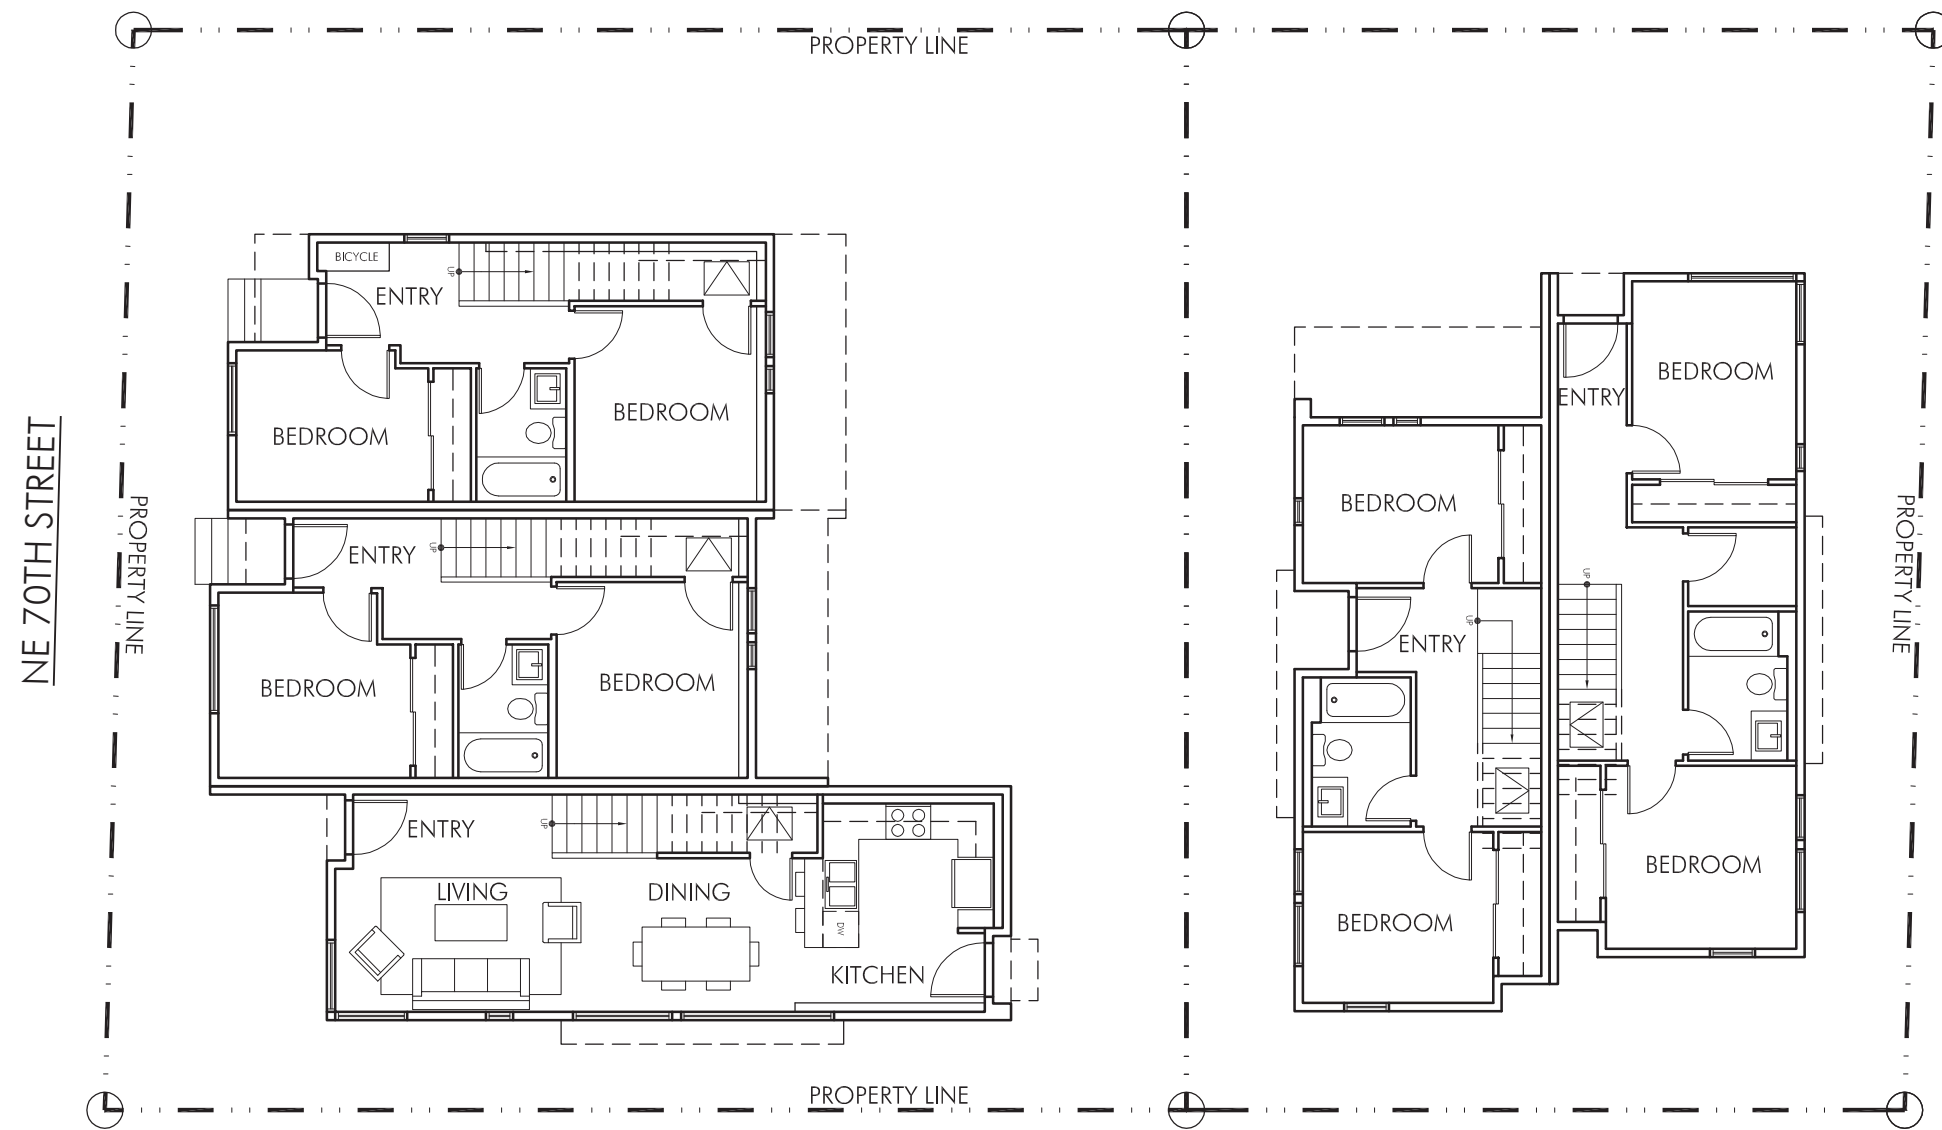 PROPERTY LINE
BICYCLE
UP
ENTRY
BEDROOM
BEDROOM
ENTRY
UP
BEDROOM
BEDROOM
ENTRY
UP
LIVING
DINING
DW
KITCHEN
NE 70TH STREET
PROPERTY LINE
BEDROOM
ENTRY
BEDROOM
UP
UP
ENTRY
BEDROOM
BEDROOM
PROPERTY LINE
PROPERTY LINE